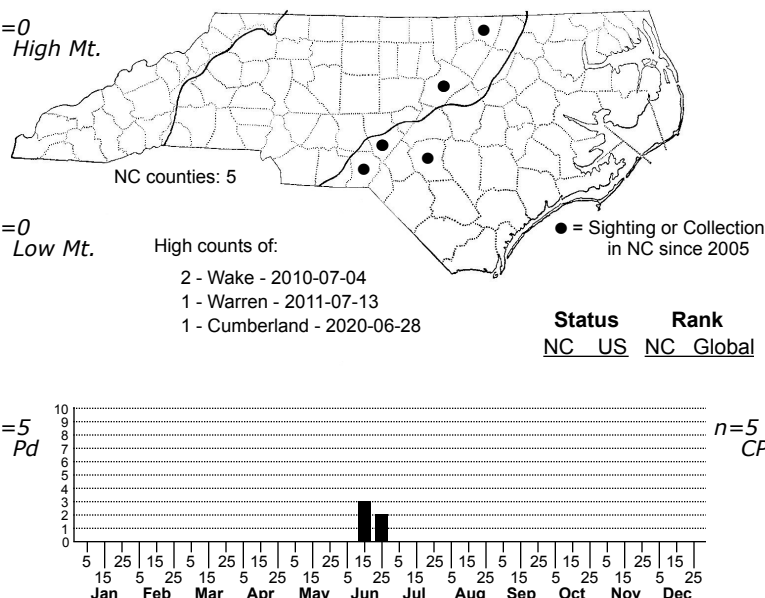 =0
High Mt.
NC counties: 5
=0
Low Mt.
High counts of:
2 - Wake - 2010-07-04
1 - Warren - 2011-07-13
1 - Cumberland - 2020-06-28
● = Sighting or Collection
in NC since 2005
Status Rank
NC US NC Global
=5
Pd
n=5
CP
10
9
8
7
6
5
4
3
2
1
0
5 25 15 5 25 15 5 25 15 5 25 15 5 25 15 5 25 15
15 5 25 15 5 25 15 5 25 15 5 25 15 5 25 15 5 25
Jan Feb Mar Apr May Jun Jul Aug Sep Oct Nov Dec